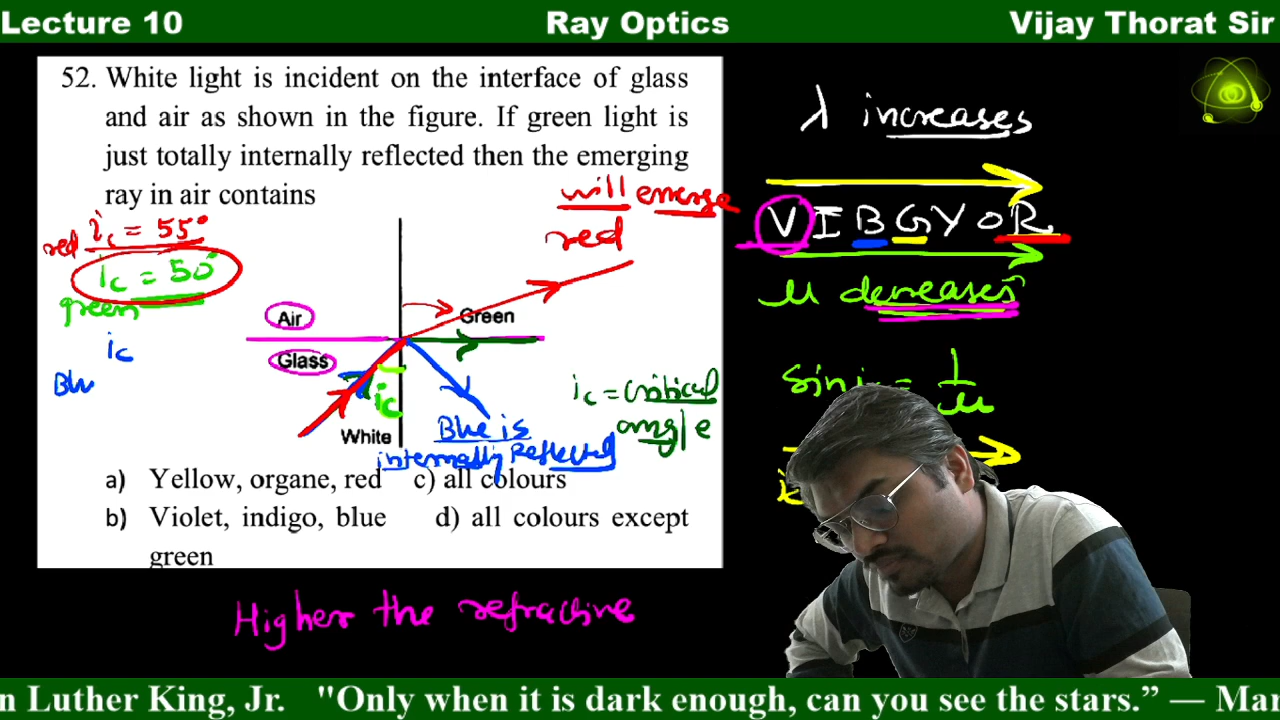 Lecture 10
Ray Optics
Vijay Thorat Sir
52. White light is incident on the interface of glass
and air as shown in the figure. If green light is
just totally internally reflected then the emerging
ray in air contains
will emerge
red
red ic = 55°
ic = 50°
green
ic
Blu
Air
Glass
Green
White
ic
Blue is
internally Reflected
ic = critical
angle
a) Yellow, organe, red c) all colours
b) Violet, indigo, blue d) all colours except
green
λ increases
V I B G Y O R
μ decreases
sin i = 1/μ
Higher the refractive
n Luther King, Jr. "Only when it is dark enough, can you see the stars.” — Mar